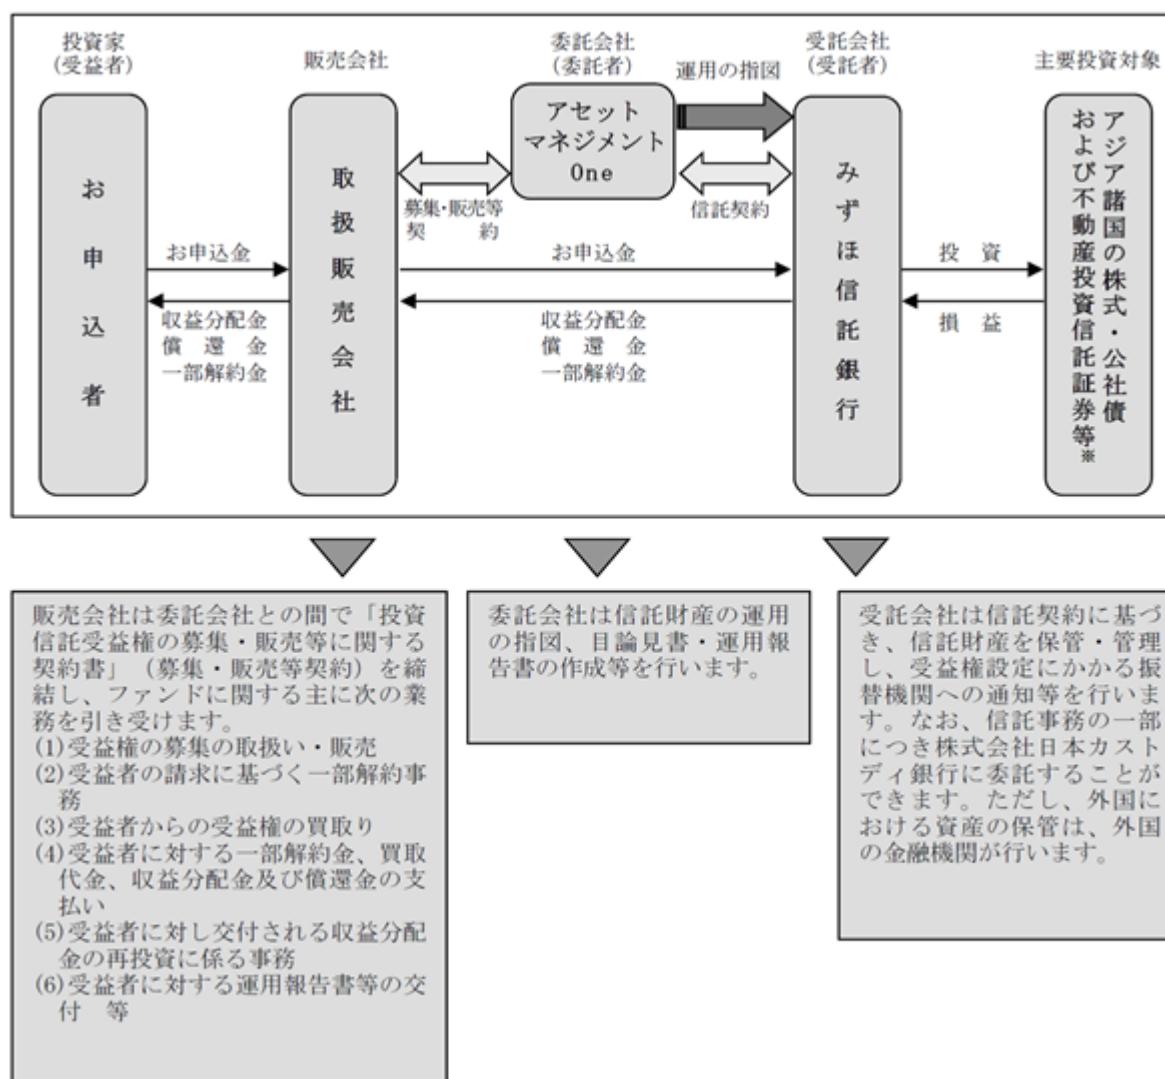 投資家
(受益者)
販売会社
委託会社
(委託者)
運用の指図
受託会社
(受託者)
主要投資対象
お申込者
取扱販売会社
アセット
マネジメント
One
みずほ信託銀行
アジア諸国の株式・公社債
および不動産投資信託証券等※
募集・販売等
契　約
信託契約
お申込金
収益分配金
償　還　金
一部解約金
お申込金
収益分配金
償　還　金
一部解約金
投　資
損　益
販売会社は委託会社との間で「投資
信託受益権の募集・販売等に関する
契約書」（募集・販売等契約）を締
結し、ファンドに関する主に次の業
務を引き受けます。
(1)受益権の募集の取扱い・販売
(2)受益者の請求に基づく一部解約事
務
(3)受益者からの受益権の買取り
(4)受益者に対する一部解約金、買取
代金、収益分配金及び償還金の支
払い
(5)受益者に対し交付される収益分配
金の再投資に係る事務
(6)受益者に対する運用報告書等の交
付　等
委託会社は信託財産の運用
の指図、目論見書・運用報
告書の作成等を行います。
受託会社は信託契約に基づ
き、信託財産を保管・管理
し、受益権設定にかかる振
替機関への通知等を行いま
す。なお、信託事務の一部
につき株式会社日本カスト
ディ銀行に委託することが
できます。ただし、外国に
おける資産の保管は、外国
の金融機関が行います。